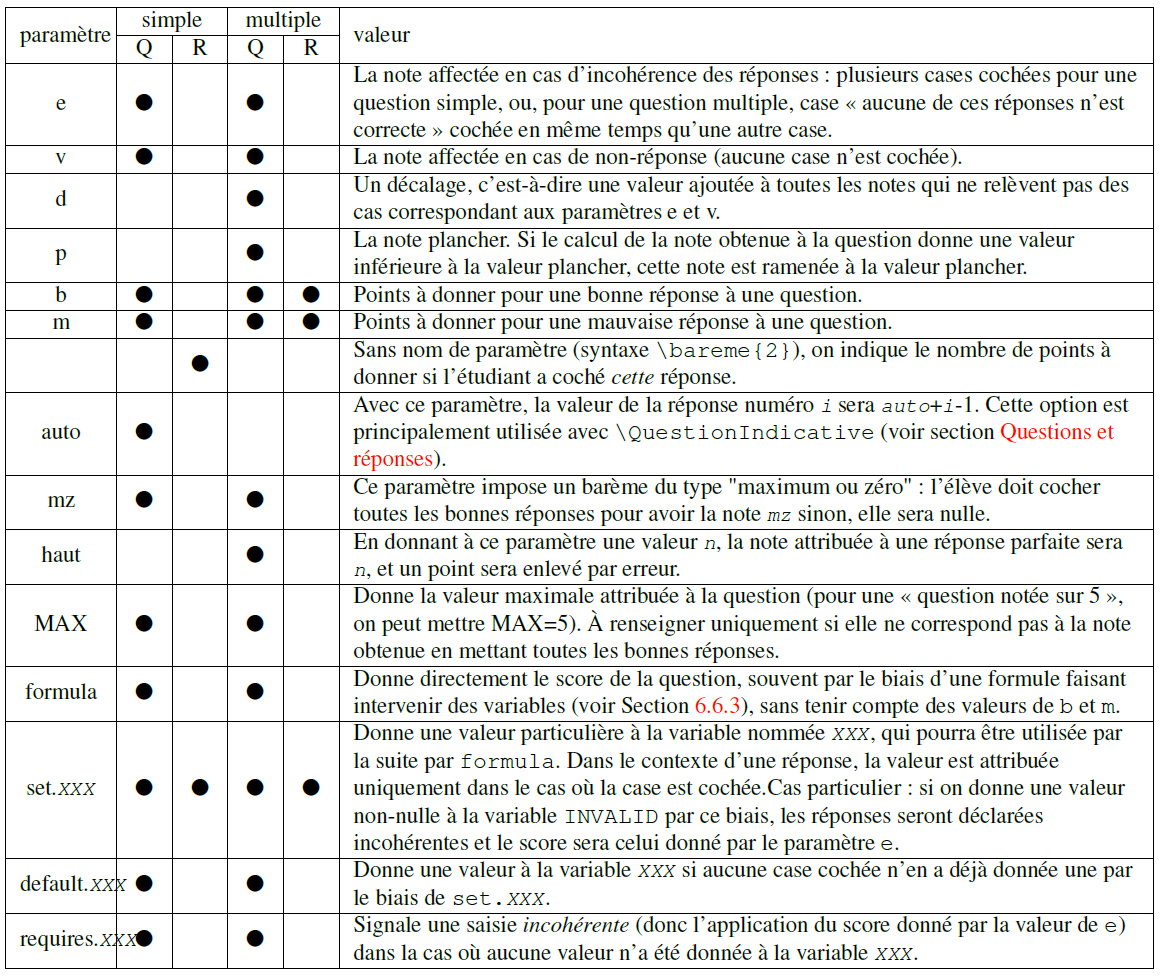 paramètre simple multiple valeur
Q R Q R
e ● ● La note affectée en cas d'incohérence des réponses : plusieurs cases cochées pour une
question simple, ou, pour une question multiple, case « aucune de ces réponses n'est
correcte » cochée en même temps qu'une autre case.
v ● ● La note affectée en cas de non-réponse (aucune case n'est cochée).
d ● Un décalage, c'est-à-dire une valeur ajoutée à toutes les notes qui ne relèvent pas des
cas correspondant aux paramètres e et v.
p ● La note plancher. Si le calcul de la note obtenue à la question donne une valeur
inférieure à la valeur plancher, cette note est ramenée à la valeur plancher.
b ● ● ● Points à donner pour une bonne réponse à une question.
m ● ● ● Points à donner pour une mauvaise réponse à une question.
● Sans nom de paramètre (syntaxe \bareme{2}), on indique le nombre de points à
donner si l'étudiant a coché cette réponse.
auto ● Avec ce paramètre, la valeur de la réponse numéro i sera auto+i-1. Cette option est
principalement utilisée avec \QuestionIndicative (voir section Questions et
réponses).
mz ● ● Ce paramètre impose un barème du type "maximum ou zéro" : l'élève doit cocher
toutes les bonnes réponses pour avoir la note mz sinon, elle sera nulle.
haut ● En donnant à ce paramètre une valeur n, la note attribuée à une réponse parfaite sera
n, et un point sera enlevé par erreur.
MAX ● ● Donne la valeur maximale attribuée à la question (pour une « question notée sur 5 »,
on peut mettre MAX=5). À renseigner uniquement si elle ne correspond pas à la note
obtenue en mettant toutes les bonnes réponses.
formula ● ● Donne directement le score de la question, souvent par le biais d'une formule faisant
intervenir des variables (voir Section 6.6.3), sans tenir compte des valeurs de b et m.
set.XXX ● ● ● ● Donne une valeur particulière à la variable nommée XXX, qui pourra être utilisée par
la suite par formula. Dans le contexte d'une réponse, la valeur est attribuée
uniquement dans le cas où la case est cochée.Cas particulier : si on donne une valeur
non-nulle à la variable INVALID par ce biais, les réponses seront déclarées
incohérentes et le score sera celui donné par le paramètre e.
default.XXX ● ● Donne une valeur à la variable XXX si aucune case cochée n'en a déjà donnée une par
le biais de set.XXX.
requires.XXX ● ● Signale une saisie incohérente (donc l'application du score donné par la valeur de e)
dans la cas où aucune valeur n'a été donnée à la variable XXX.